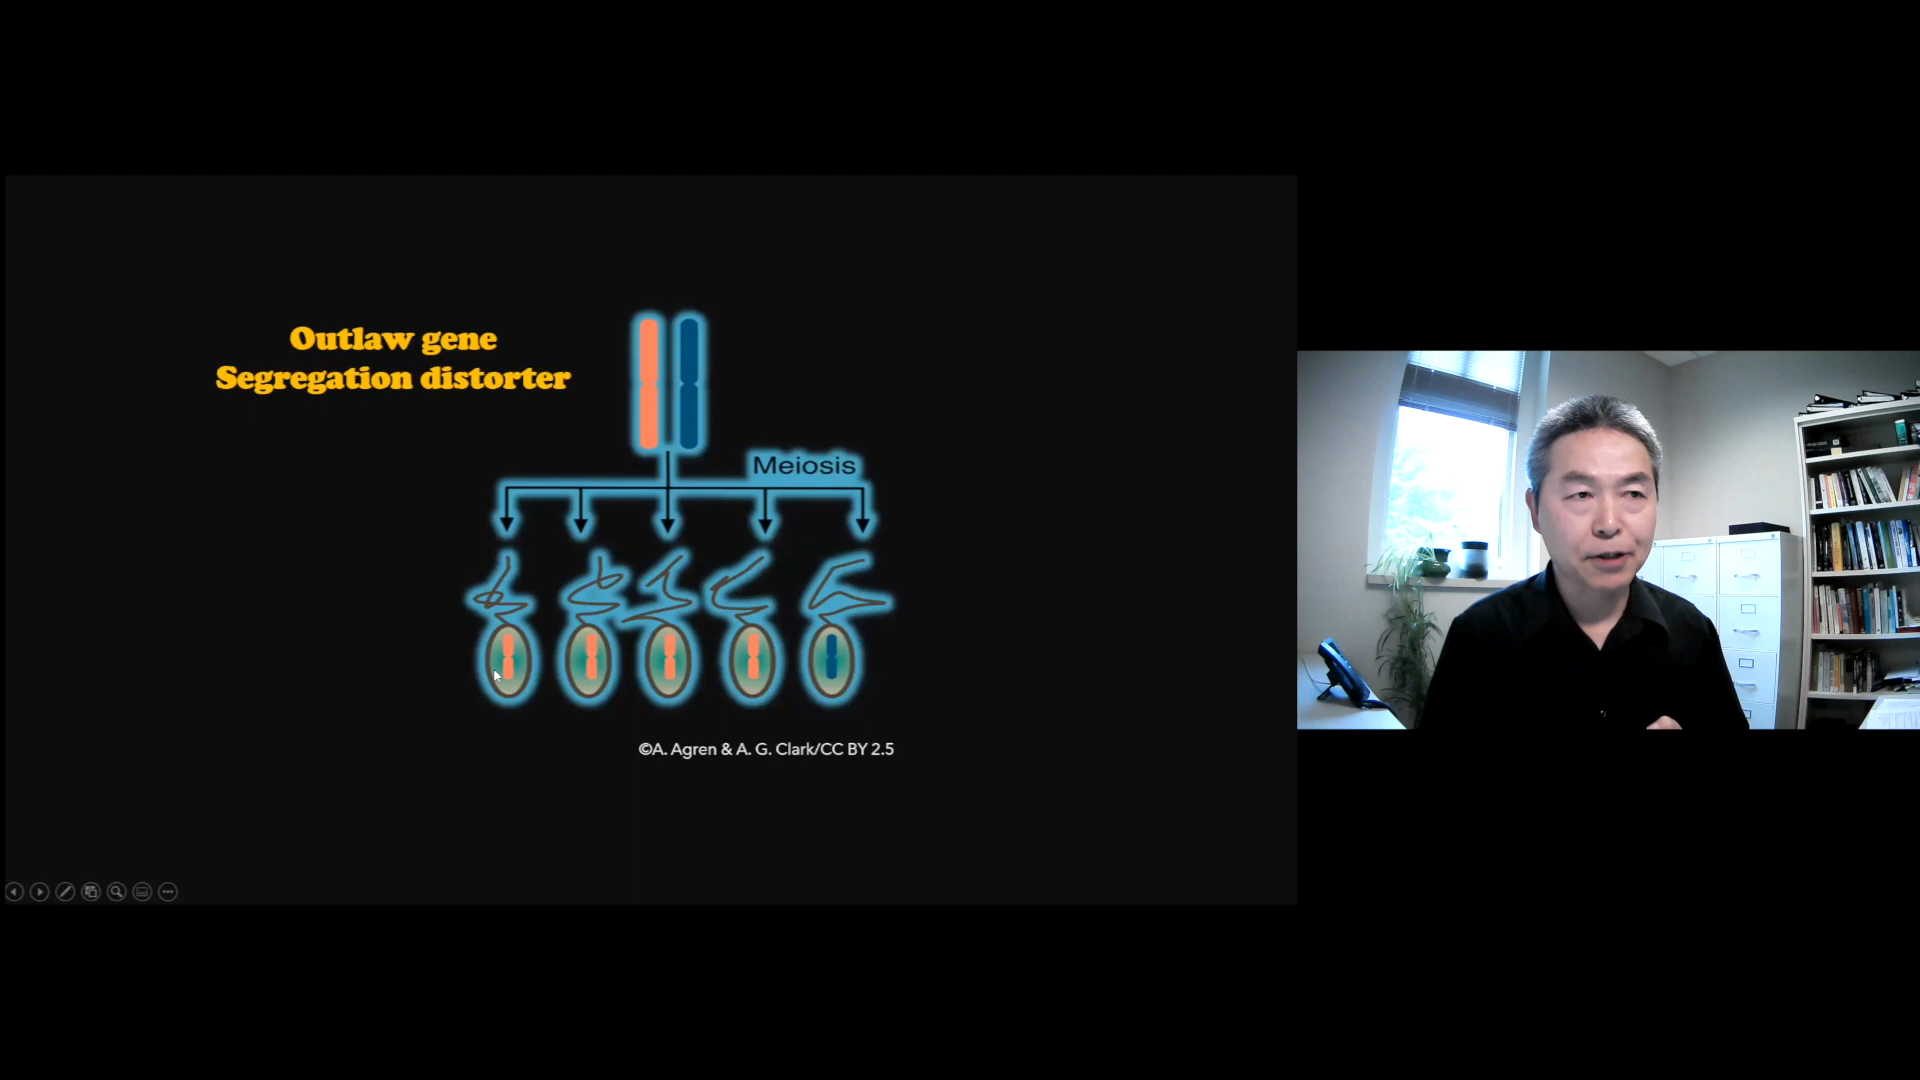 Outlaw gene
Segregation distorter
Meiosis
©A. Agren & A. G. Clark/CC BY 2.5